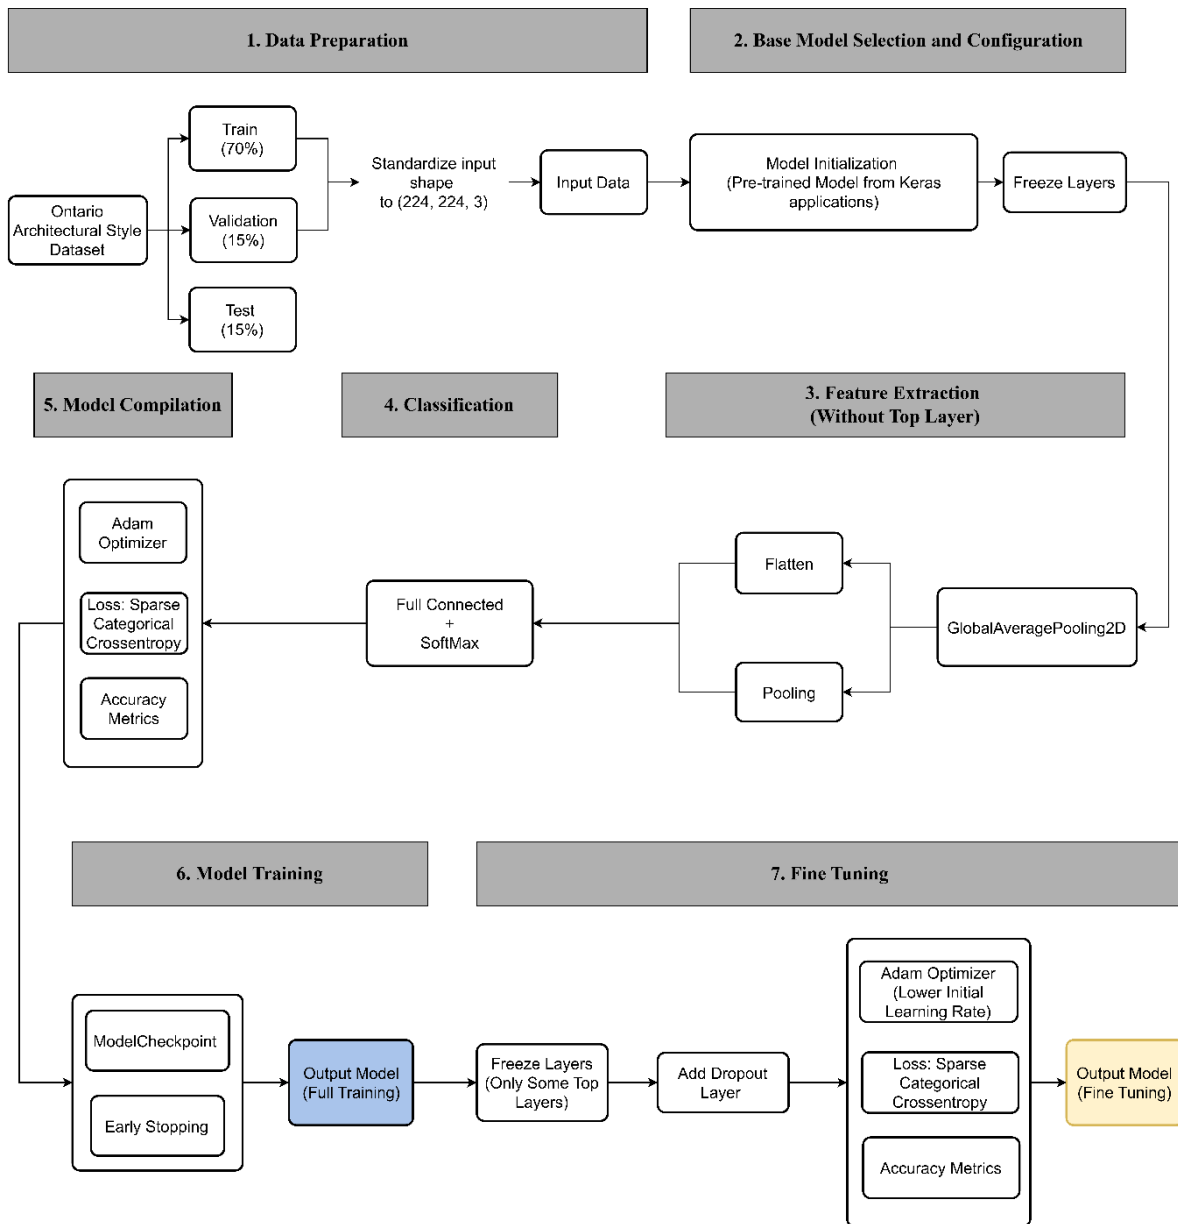 1. Data Preparation
2. Base Model Selection and Configuration
Ontario
Architectural Style
Dataset
Train
(70%)
Validation
(15%)
Test
(15%)
Standardize input
shape
to (224, 224, 3)
Input Data
Model Initialization
(Pre-trained Model from Keras
applications)
Freeze Layers
3. Feature Extraction
(Without Top Layer)
4. Classification
5. Model Compilation
GlobalAveragePooling2D
Flatten
Pooling
Full Connected
+
SoftMax
Adam
Optimizer
Loss: Sparse
Categorical
Crossentropy
Accuracy
Metrics
6. Model Training
7. Fine Tuning
ModelCheckpoint
Early Stopping
Output Model
(Full Training)
Freeze Layers
(Only Some Top
Layers)
Add Dropout
Layer
Adam Optimizer
(Lower Initial
Learning Rate)
Loss: Sparse
Categorical
Crossentropy
Accuracy Metrics
Output Model
(Fine Tuning)